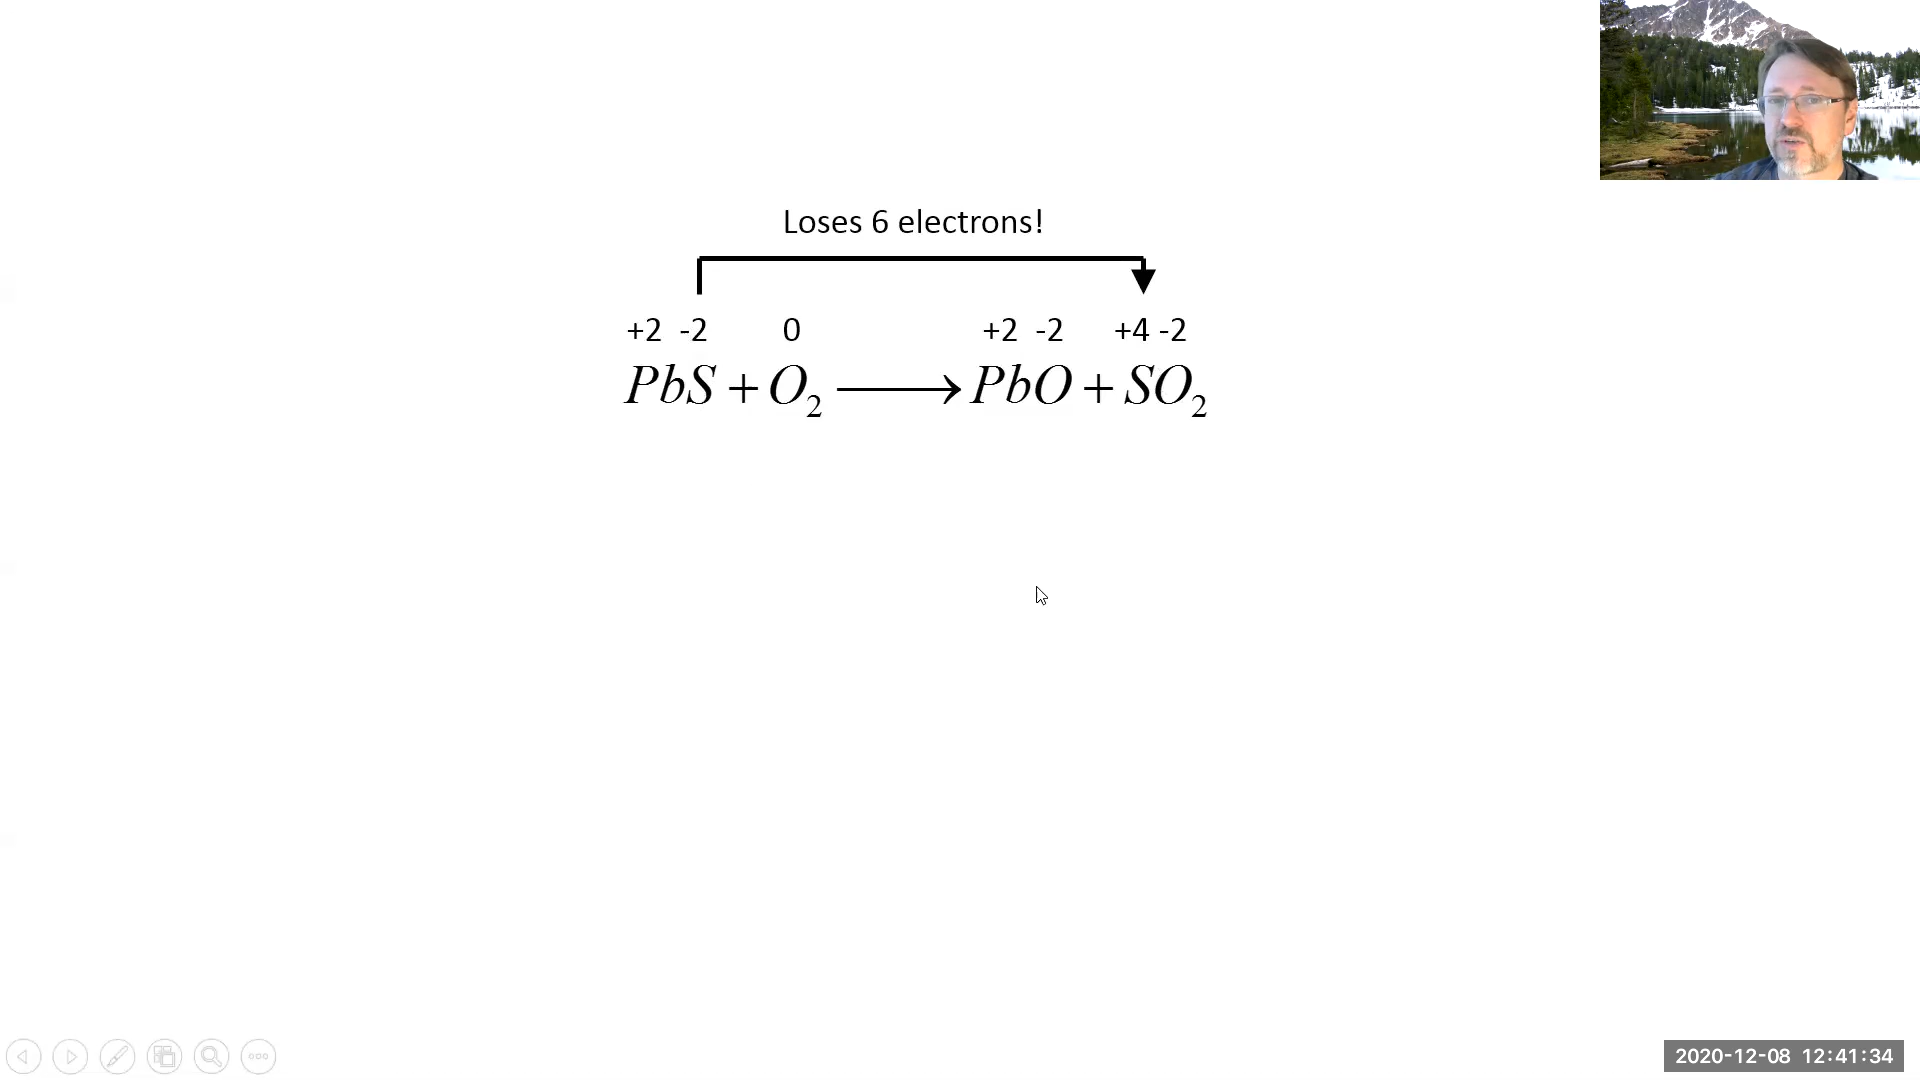 Loses 6 electrons!
+2 -2 0 +2 -2 +4 -2
PbS + O₂ ⟶ PbO + SO₂
2020-12-08 12:41:34